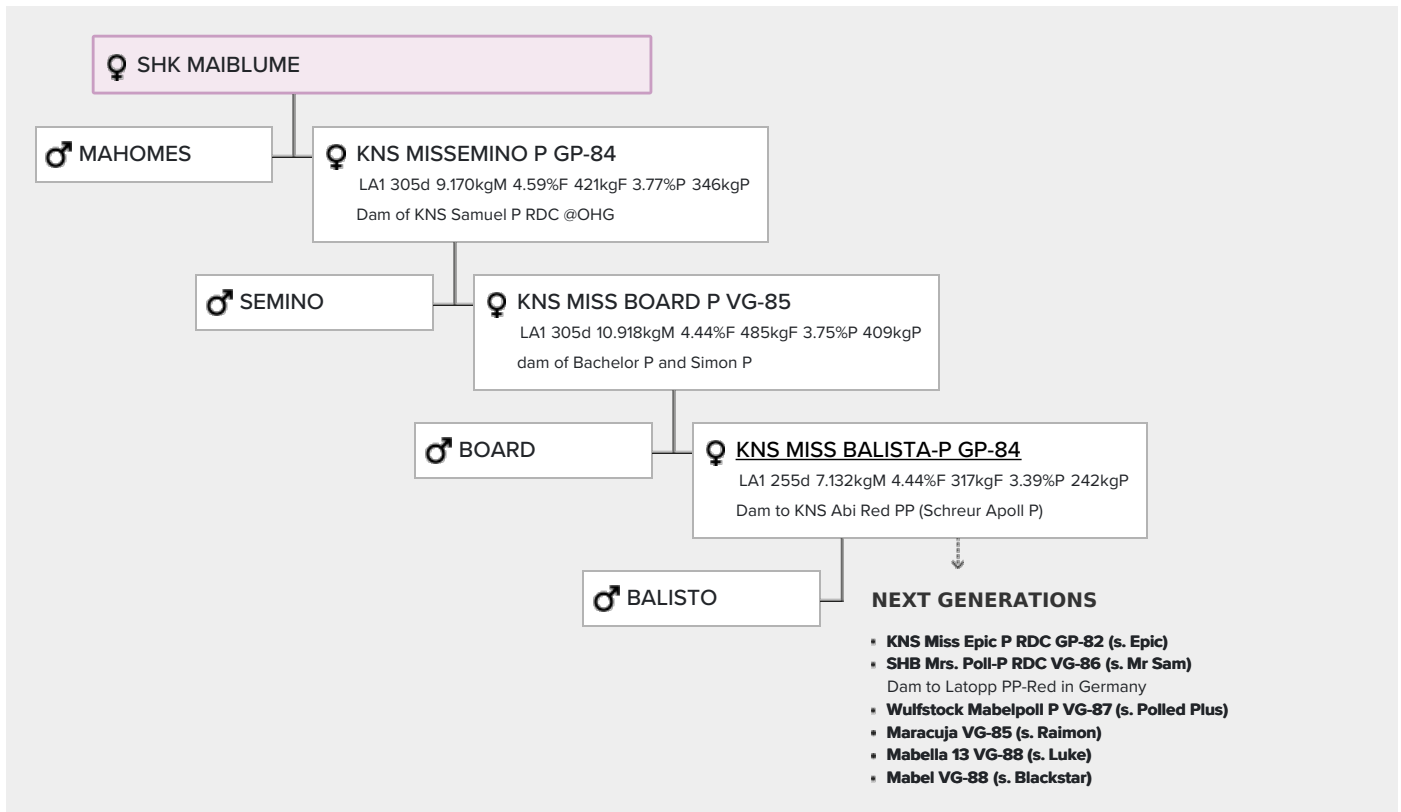 SHK MAIBLUME
MAHOMES
KNS MISSEMINO P GP-84
LA1 305d 9.170kgM 4.59%F 421kgF 3.77%P 346kgP
Dam of KNS Samuel P RDC @OHG
SEMINO
KNS MISS BOARD P VG-85
LA1 305d 10.918kgM 4.44%F 485kgF 3.75%P 409kgP
dam of Bachelor P and Simon P
BOARD
KNS MISS BALISTA-P GP-84
LA1 255d 7.132kgM 4.44%F 317kgF 3.39%P 242kgP
Dam to KNS Abi Red PP (Schreur Apoll P)
BALISTO
NEXT GENERATIONS
KNS Miss Epic P RDC GP-82 (s. Epic)
SHB Mrs. Poll-P RDC VG-86 (s. Mr Sam)
Dam to Latopp PP-Red in Germany
Wulfstock Mabelpoll P VG-87 (s. Polled Plus)
Maracuja VG-85 (s. Raimon)
Mabella 13 VG-88 (s. Luke)
Mabel VG-88 (s. Blackstar)